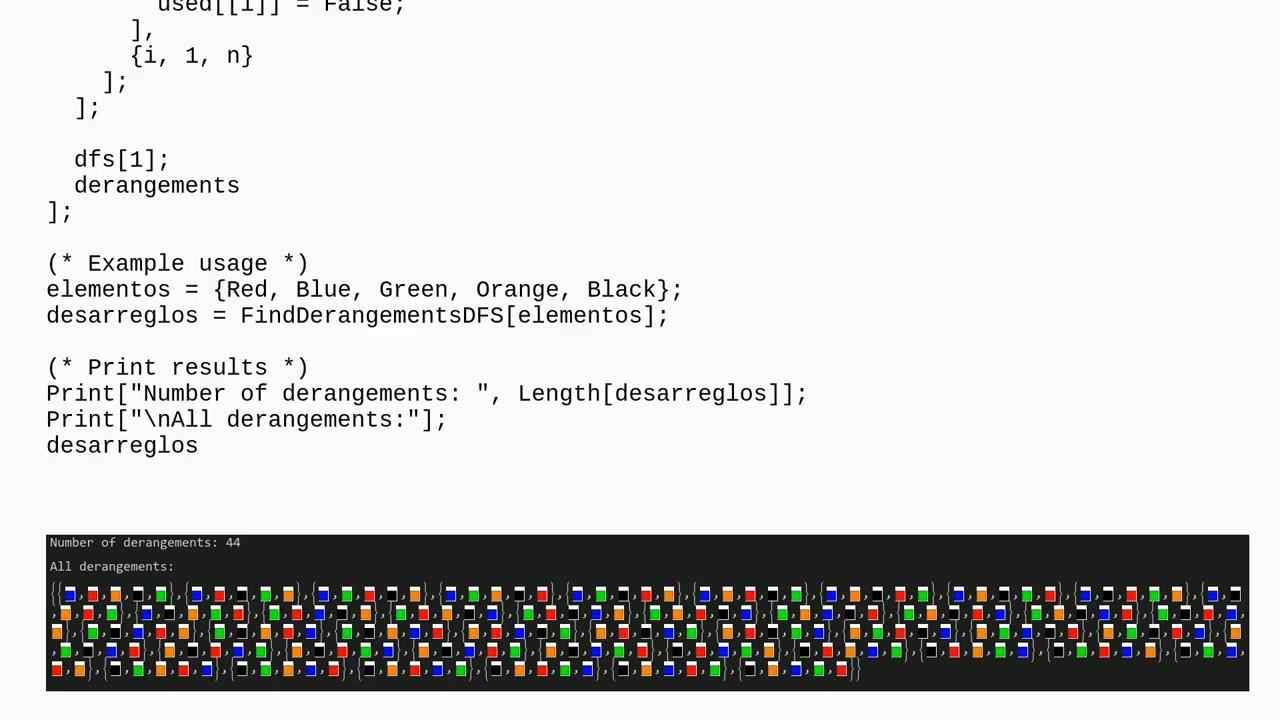 used[[i]] = False;
],
{i, 1, n}
];
];
dfs[1];
derangements
];
(* Example usage *)
elementos = {Red, Blue, Green, Orange, Black};
desarreglos = FindDerangementsDFS[elementos];
(* Print results *)
Print["Number of derangements: ", Length[desarreglos]];
Print["\nAll derangements:"];
desarreglos
Number of derangements: 44
All derangements: